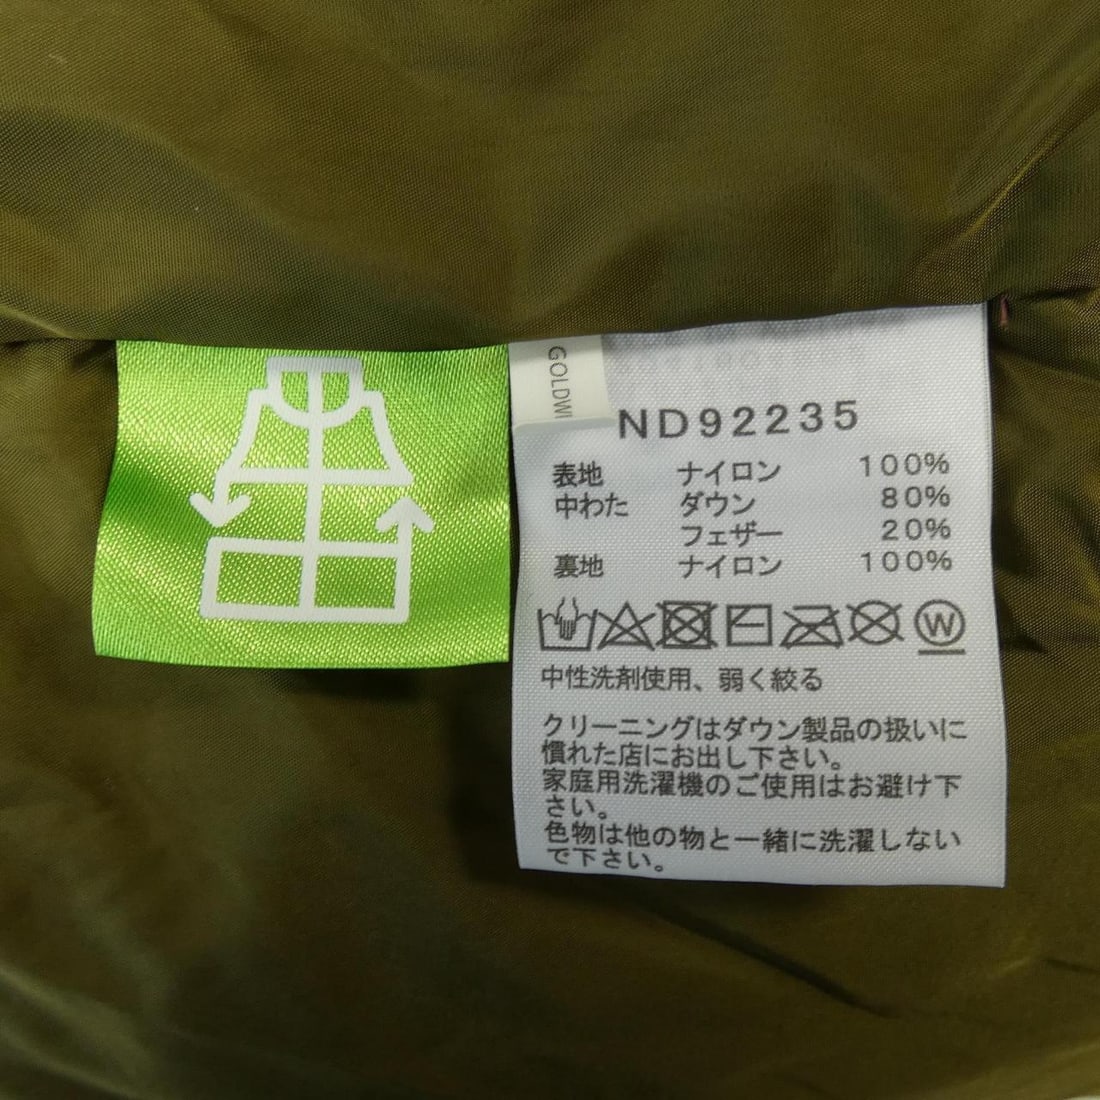 GOLDWI
ND92235
表地 ナイロン 100%
中わた ダウン 80%
フェザー 20%
裏地 ナイロン 100%
W
中性洗剤使用、弱く絞る
クリーニングはダウン製品の扱いに
慣れた店にお出し下さい。
家庭用洗濯機のご使用はお避け下
さい。
色物は他の物と一緒に洗濯しない
で下さい。